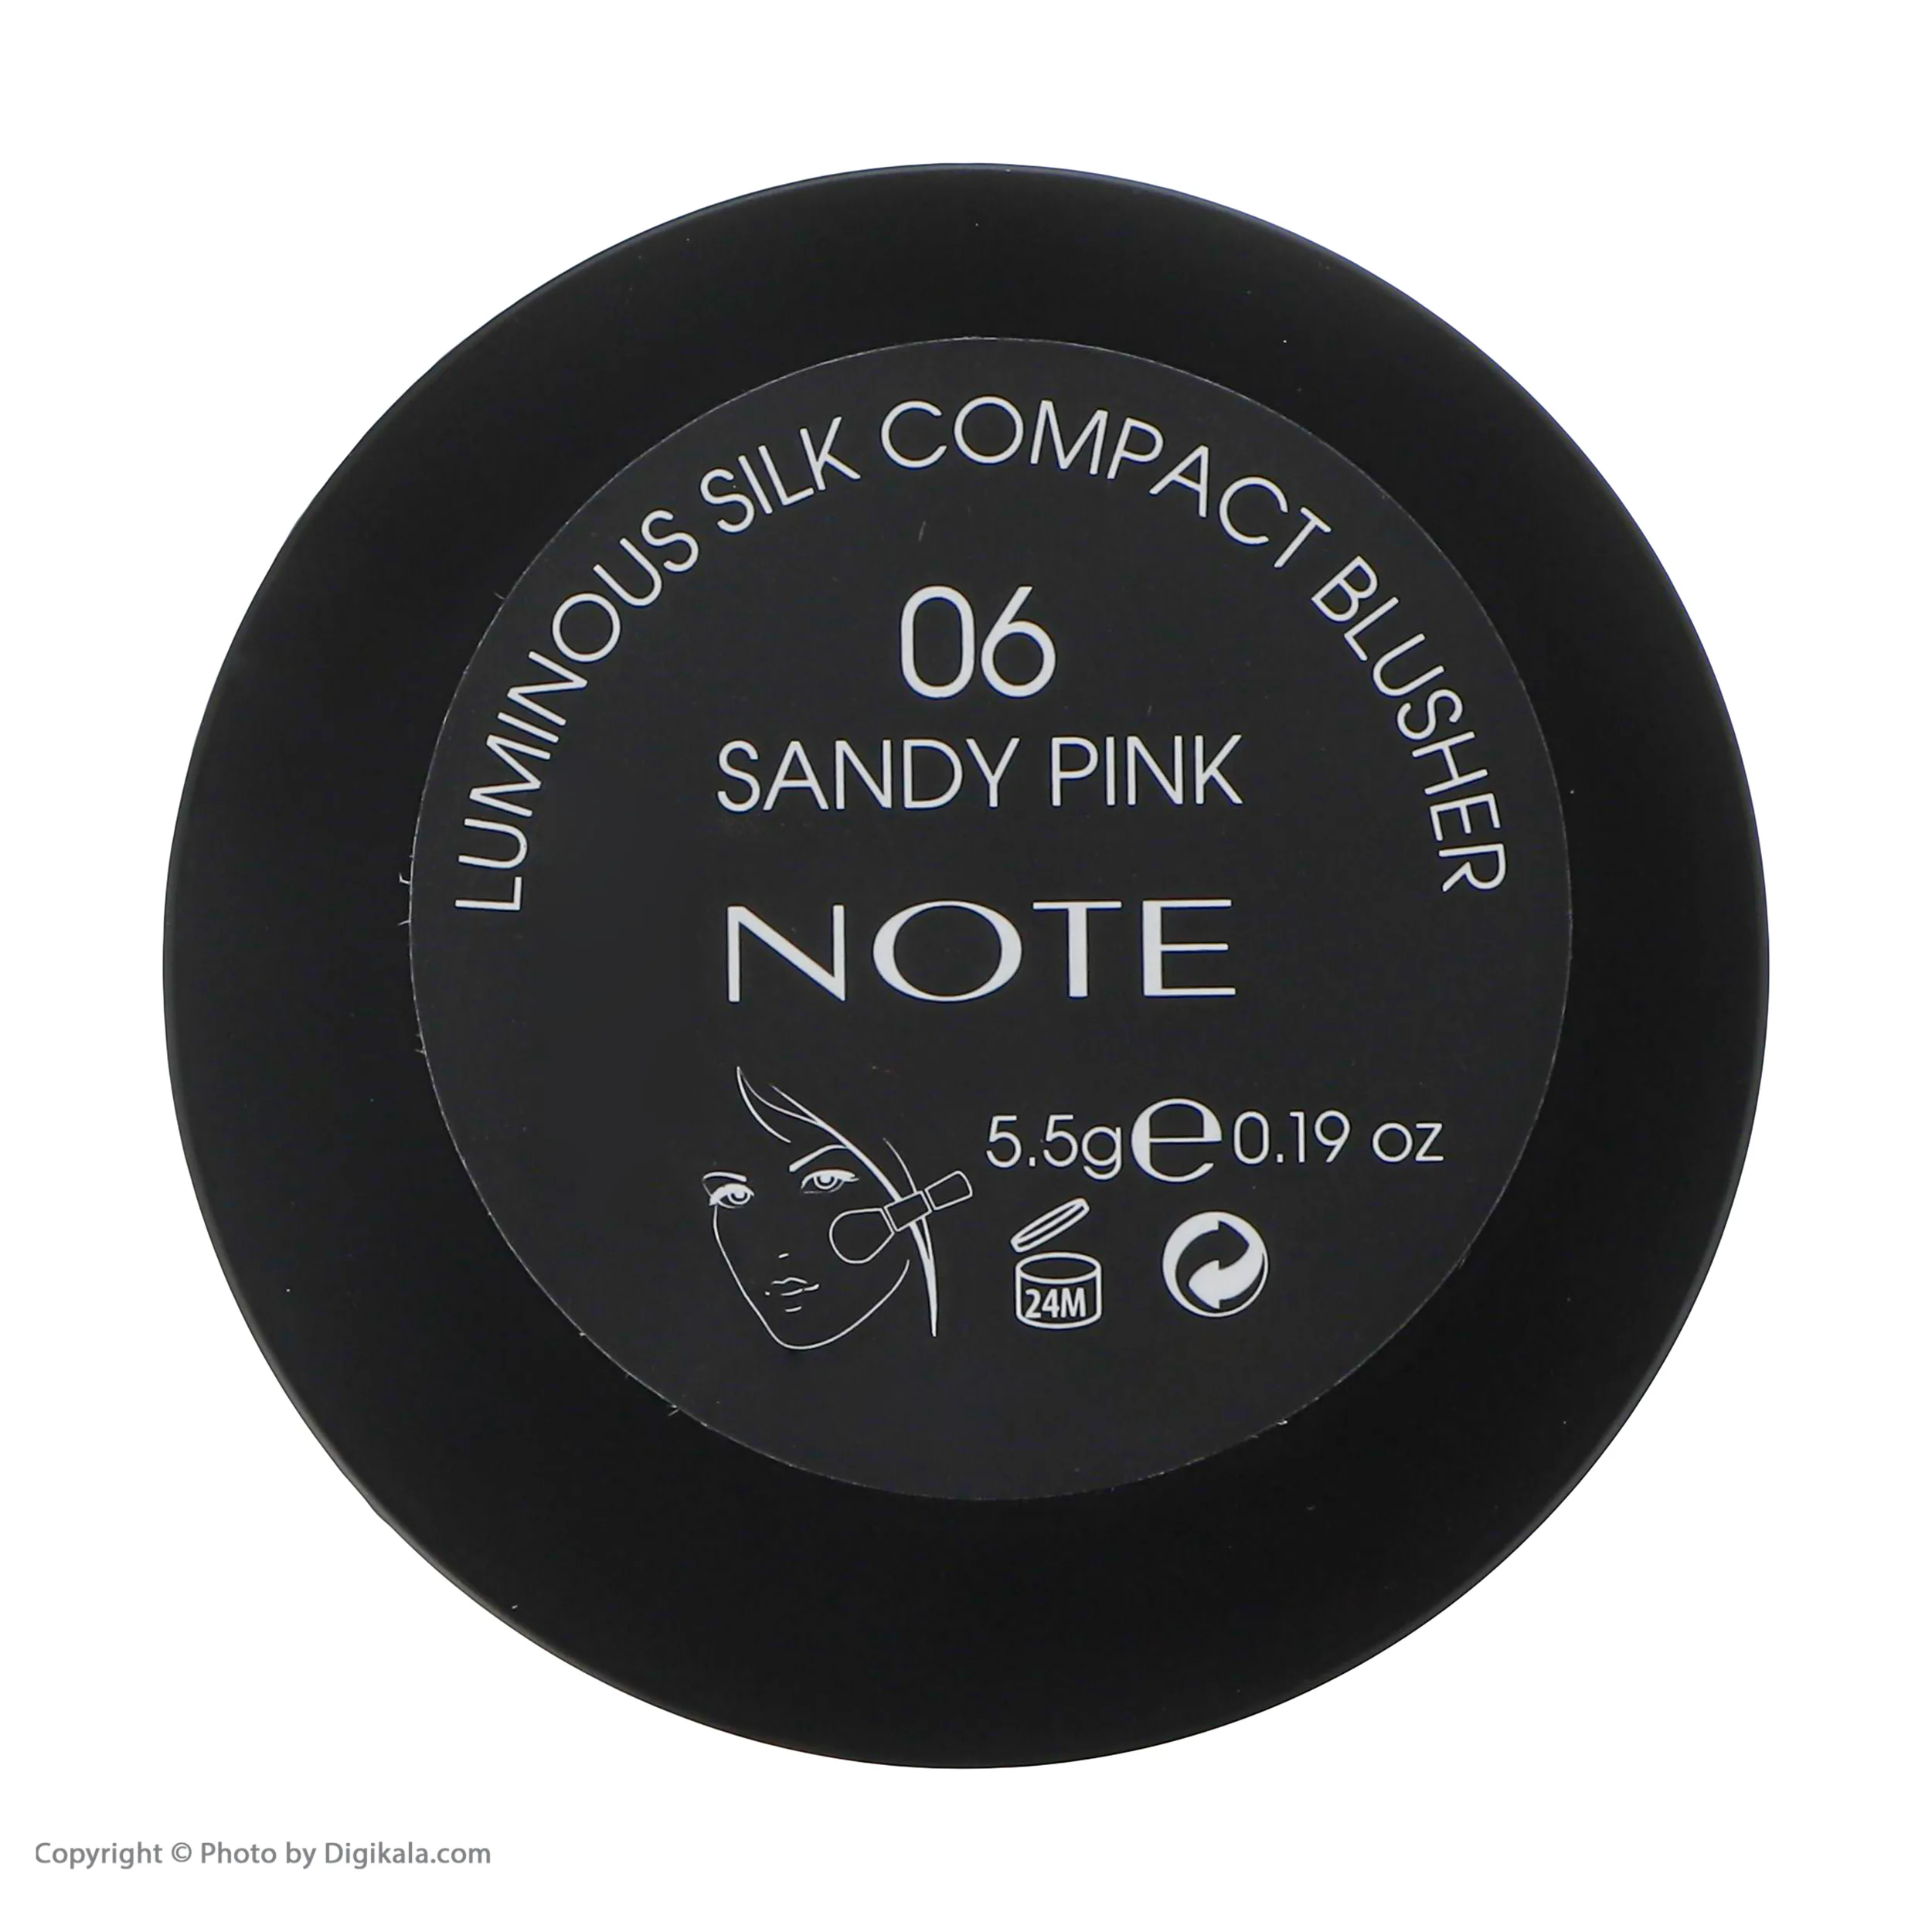 LUMINOUS SILK COMPACT BLUSHER
06
SANDY PINK
NOTE
5.5g e 0.19 oz
24M
Copyright © Photo by Digikala.com